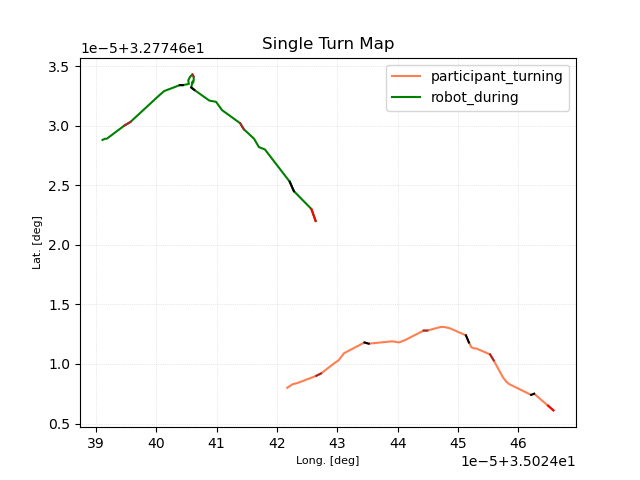 Single Turn Map
1e−5+3.27746e1
participant_turning
robot_during
3.5
3.0
2.5
2.0
1.5
1.0
0.5
Lat. [deg]
39 40 41 42 43 44 45 46
Long. [deg]
1e−5+3.5024e1